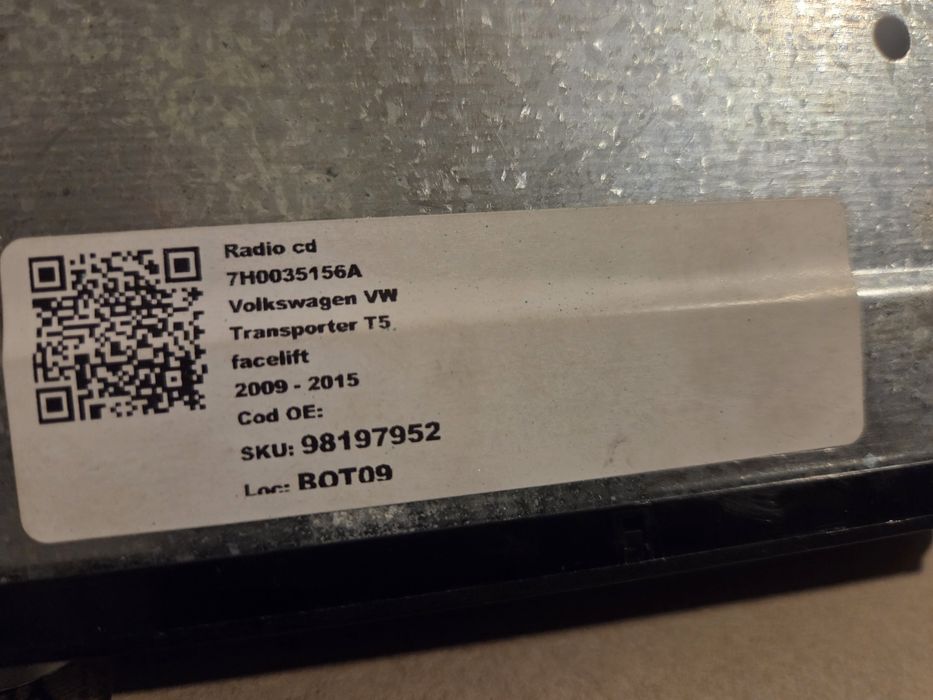 Radio cd
7H0035156A
Volkswagen VW
Transporter T5
facelift
2009 - 2015
Cod OE:
SKU: 98197952
Loc: BOT09